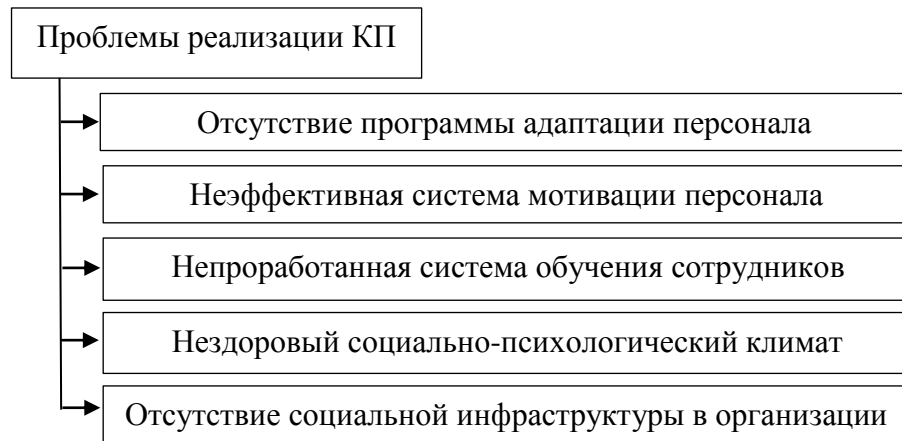 Проблемы реализации КП
Отсутствие программы адаптации персонала
Неэффективная система мотивации персонала
Непроработанная система обучения сотрудников
Нездоровый социально-психологический климат
Отсутствие социальной инфраструктуры в организации